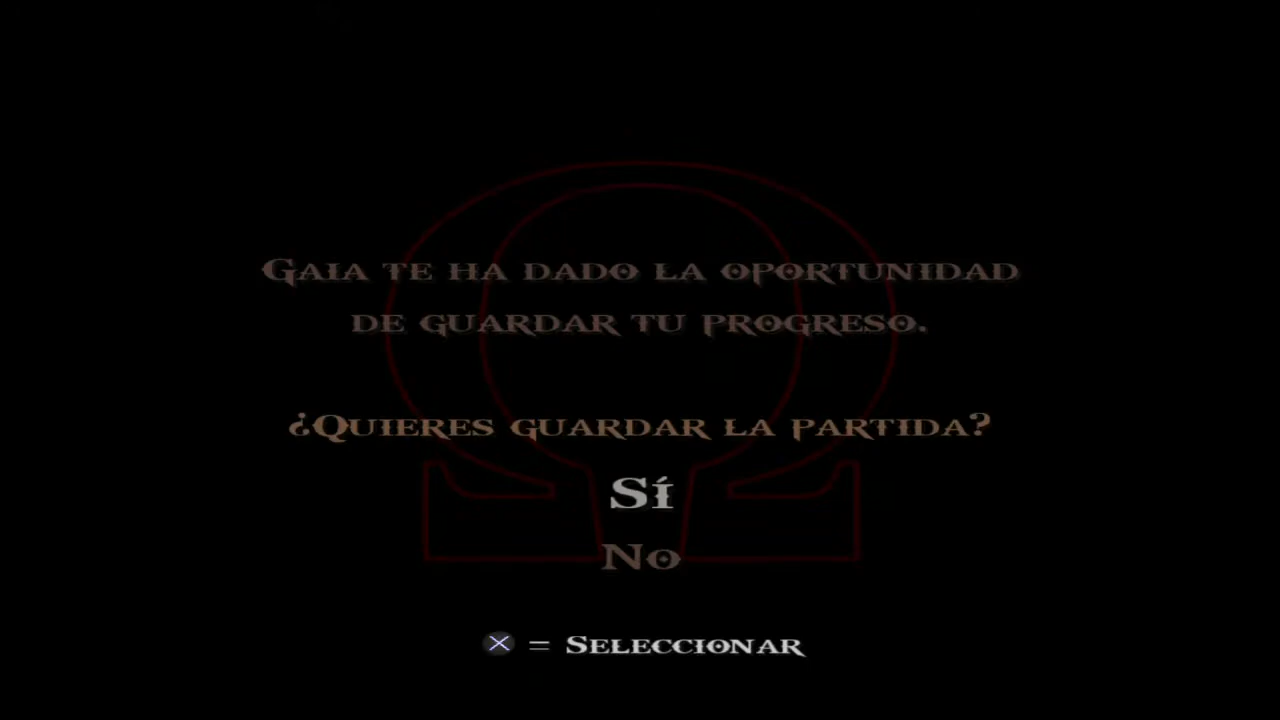 Gaia te ha dado la oportunidad
de guardar tu progreso.
¿Quieres guardar la partida?
Sí
No
= Seleccionar